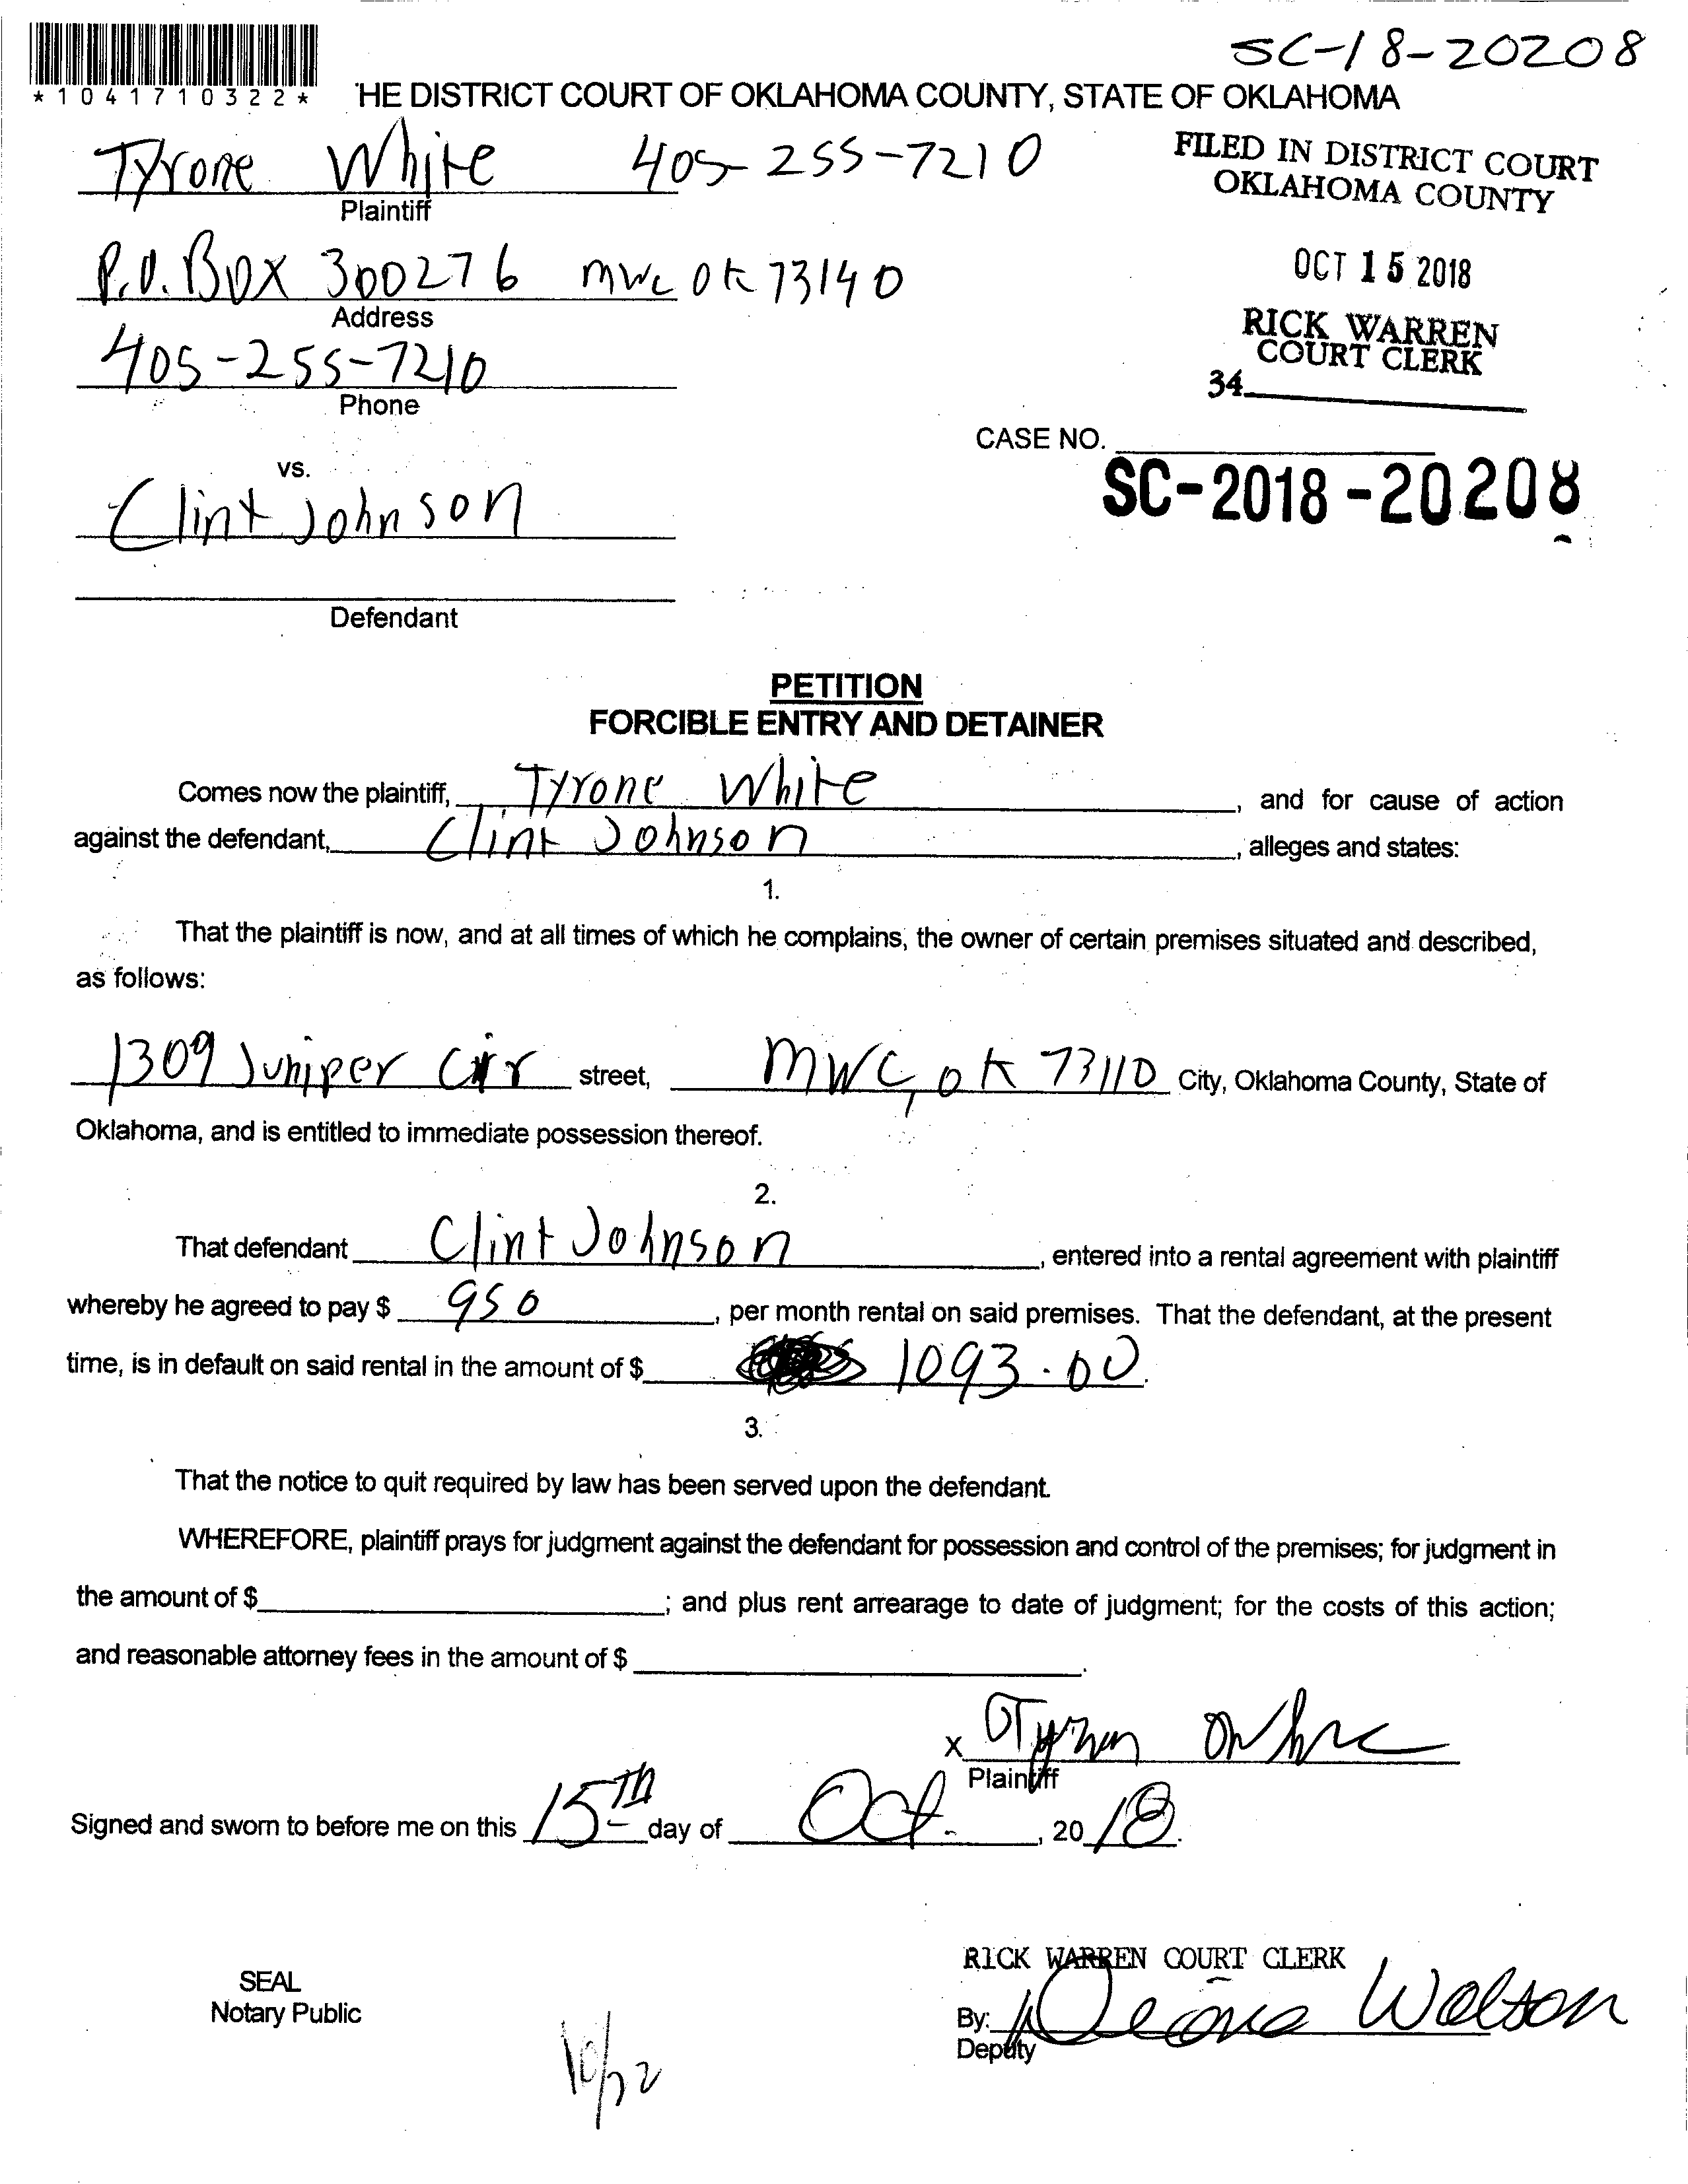 SC-18-20208
*1041710322*
'HE DISTRICT COURT OF OKLAHOMA COUNTY, STATE OF OKLAHOMA
Tyrone White 405-255-7210
Plaintiff
P.O. Box 300276 mwc ok 73140
Address
405-255-7210
Phone
FILED IN DISTRICT COURT
OKLAHOMA COUNTY
OCT 15 2018
RICK WARREN
COURT CLERK
34
CASE NO.
SC-2018-20208
vs.
Clint Johnson
Defendant
PETITION
FORCIBLE ENTRY AND DETAINER
Comes now the plaintiff, Tyrone White, and for cause of action
against the defendant, Clint Johnson, alleges and states:
1.
That the plaintiff is now, and at all times of which he complains, the owner of certain premises situated and described,
as follows:
1309 Juniper Cir street, MWC, ok 73110 City, Oklahoma County, State of
Oklahoma, and is entitled to immediate possession thereof.
2.
That defendant Clint Johnson, entered into a rental agreement with plaintiff
whereby he agreed to pay $ 950, per month rental on said premises. That the defendant, at the present
time, is in default on said rental in the amount of $ 1093.00.
3.
That the notice to quit required by law has been served upon the defendant.
WHEREFORE, plaintiff prays for judgment against the defendant for possession and control of the premises; for judgment in
the amount of $ ; and plus rent arrearage to date of judgment; for the costs of this action;
and reasonable attorney fees in the amount of $ .
x
Plaintiff
Signed and sworn to before me on this 15TH day of Oct., 2018.
SEAL
Notary Public
10/22
RICK WARREN COURT CLERK
By: Walson
Deputy